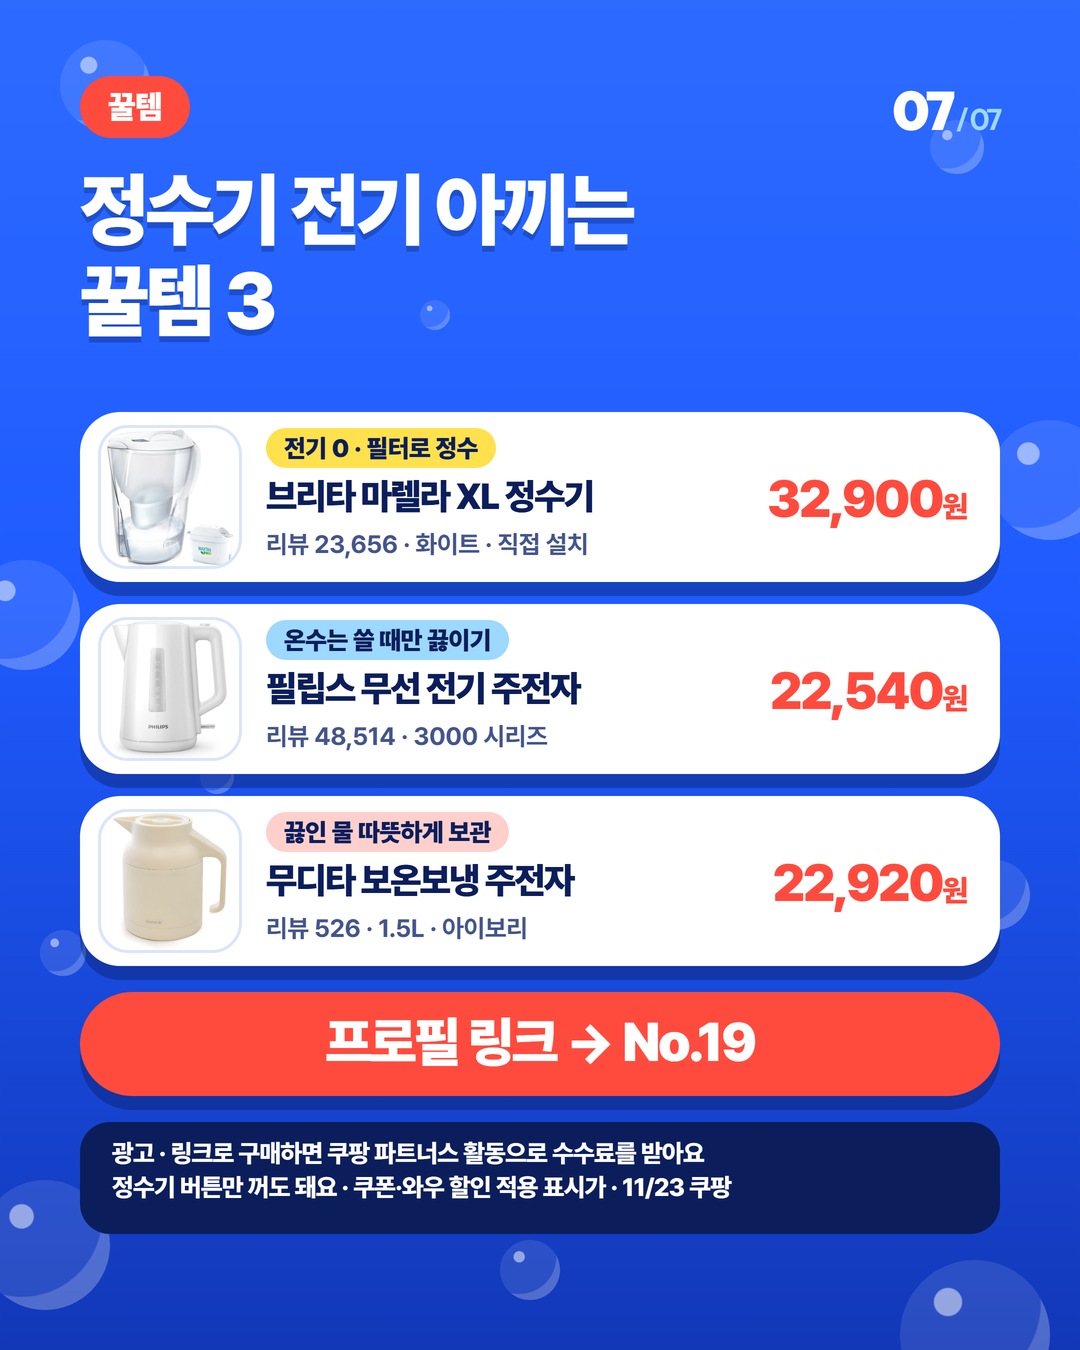 꿀템
07/07
정수기 전기 아끼는
꿀템 3
전기 0 · 필터로 정수
브리타 마렐라 XL 정수기
32,900원
리뷰 23,656 · 화이트 · 직접 설치
온수는 쓸 때만 끓이기
필립스 무선 전기 주전자
22,540원
리뷰 48,514 · 3000 시리즈
PHILIPS
끓인 물 따뜻하게 보관
무디타 보온보냉 주전자
22,920원
리뷰 526 · 1.5L · 아이보리
프로필 링크 → No.19
광고 · 링크로 구매하면 쿠팡 파트너스 활동으로 수수료를 받아요
정수기 버튼만 꺼도 돼요 · 쿠폰·와우 할인 적용 표시가 · 11/23 쿠팡